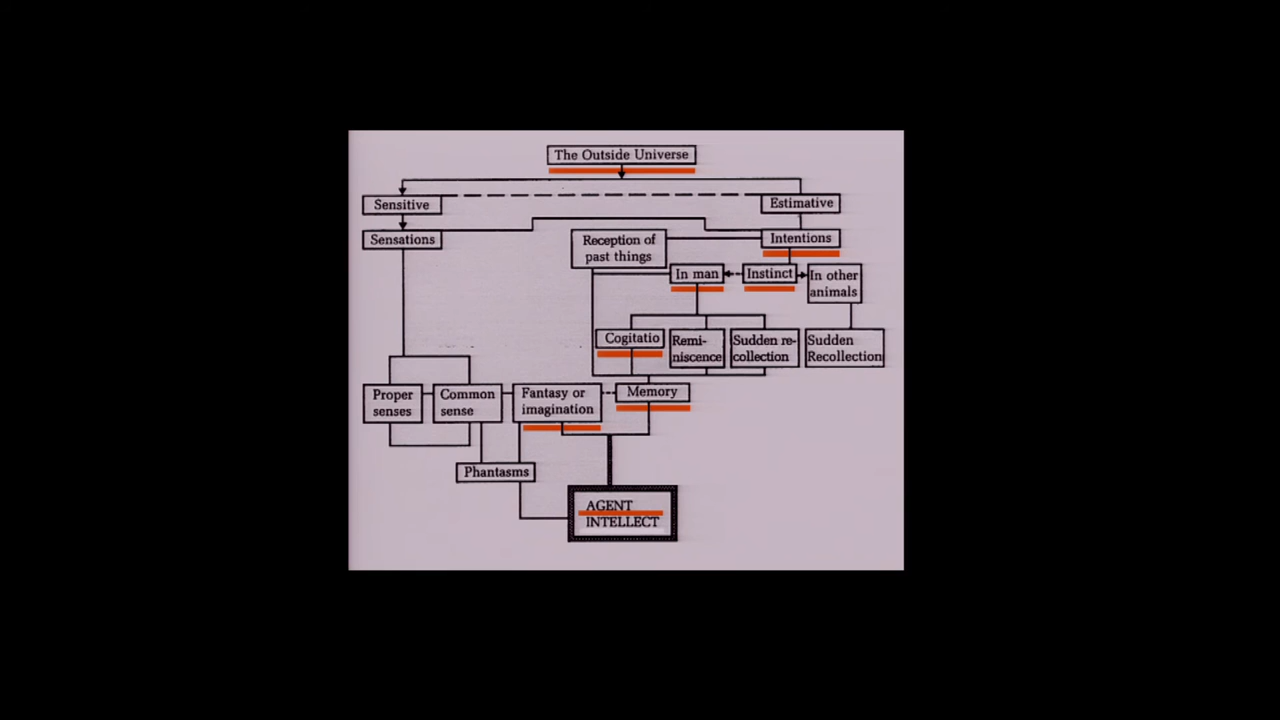 The Outside Universe
Sensitive
Estimative
Sensations
Reception of
past things
Intentions
In man
Instinct
In other
animals
Cogitatio
Remi-
niscence
Sudden re-
collection
Sudden
Recollection
Proper
senses
Common
sense
Fantasy or
imagination
Memory
Phantasms
AGENT
INTELLECT